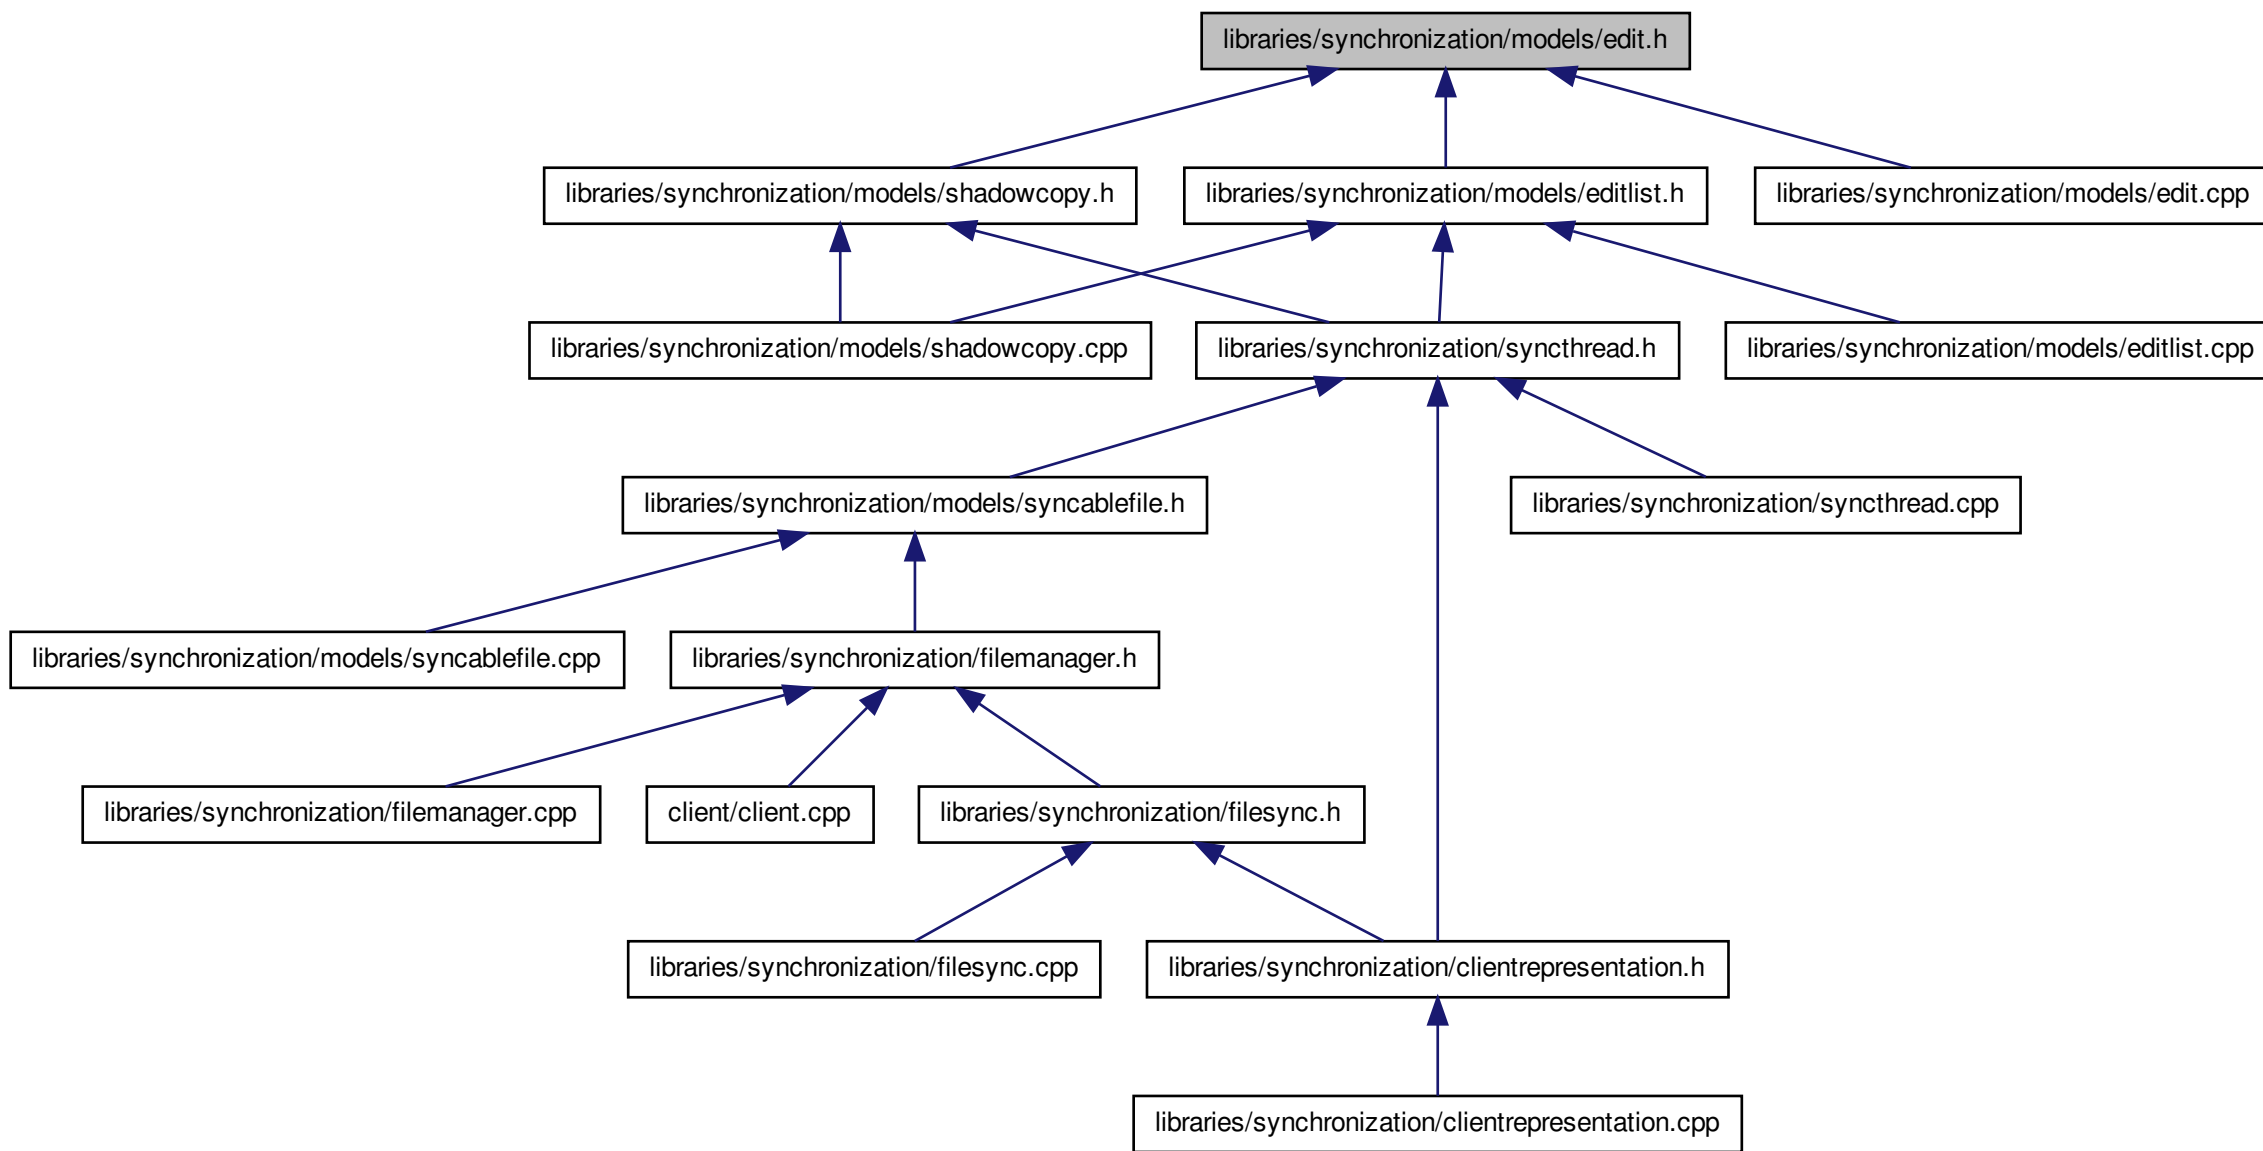 libraries/synchronization/models/edit.h
libraries/synchronization/models/shadowcopy.h
libraries/synchronization/models/editlist.h
libraries/synchronization/models/edit.cpp
libraries/synchronization/models/shadowcopy.cpp
libraries/synchronization/syncthread.h
libraries/synchronization/models/editlist.cpp
libraries/synchronization/models/syncablefile.h
libraries/synchronization/syncthread.cpp
libraries/synchronization/models/syncablefile.cpp
libraries/synchronization/filemanager.h
libraries/synchronization/filemanager.cpp
client/client.cpp
libraries/synchronization/filesync.h
libraries/synchronization/filesync.cpp
libraries/synchronization/clientrepresentation.h
libraries/synchronization/clientrepresentation.cpp